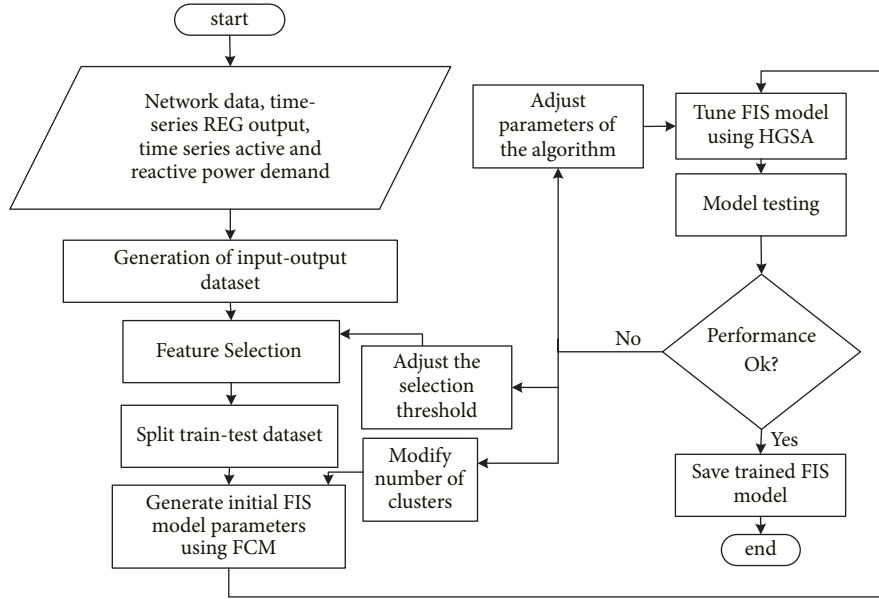 start
Network data, time-
series REG output,
time series active and
reactive power demand
Generation of input-output
dataset
Feature Selection
Adjust the
selection
threshold
Split train-test dataset
Modify
number of
clusters
Generate initial FIS
model parameters
using FCM
Adjust
parameters of
the algorithm
Tune FIS model
using HGSA
Model testing
Performance
Ok?
No
Yes
Save trained FIS
model
end